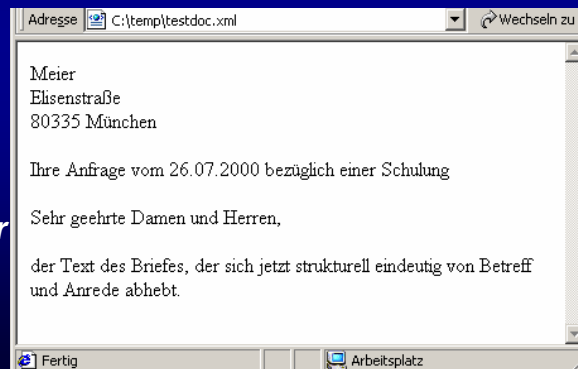 Adresse C:\temp\testdoc.xml Wechseln zu
Meier
Elisenstraße
80335 München
Ihre Anfrage vom 26.07.2000 bezüglich einer Schulung
Sehr geehrte Damen und Herren,
r
der Text des Briefes, der sich jetzt strukturell eindeutig von Betreff
und Anrede abhebt.
Fertig Arbeitsplatz